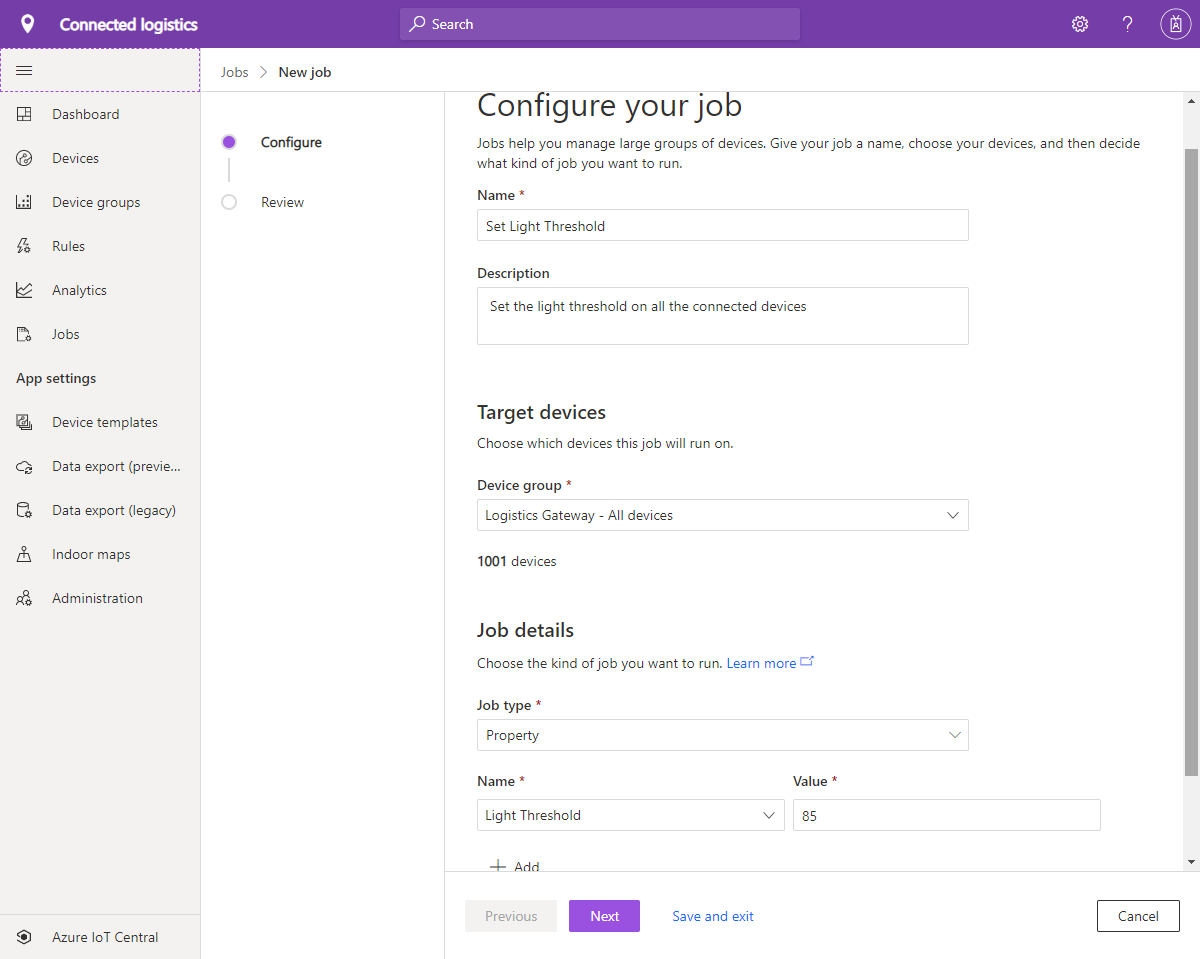 Connected logistics
Search
Jobs > New job
Dashboard
Devices
Device groups
Rules
Analytics
Jobs
App settings
Device templates
Data export (previe...
Data export (legacy)
Indoor maps
Administration
Azure IoT Central
Configure
Review
Configure your job
Jobs help you manage large groups of devices. Give your job a name, choose your devices, and then decide
what kind of job you want to run.
Name *
Set Light Threshold
Description
Set the light threshold on all the connected devices
Target devices
Choose which devices this job will run on.
Device group *
Logistics Gateway - All devices
1001 devices
Job details
Choose the kind of job you want to run. Learn more
Job type *
Property
Name * Value *
Light Threshold 85
+ Add
Previous Next Save and exit Cancel